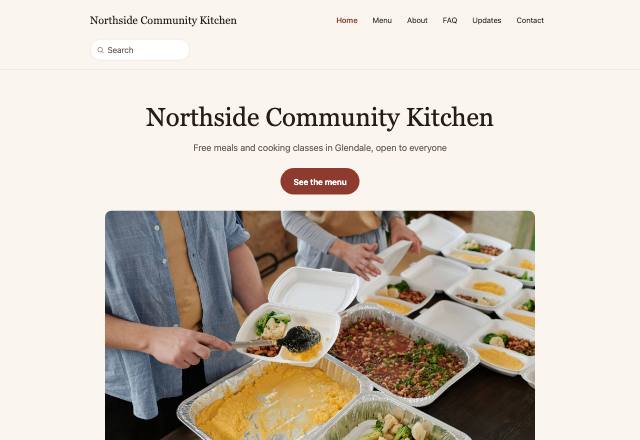 Northside Community Kitchen
Home Menu About FAQ Updates Contact
Search
Northside Community Kitchen
Free meals and cooking classes in Glendale, open to everyone
See the menu